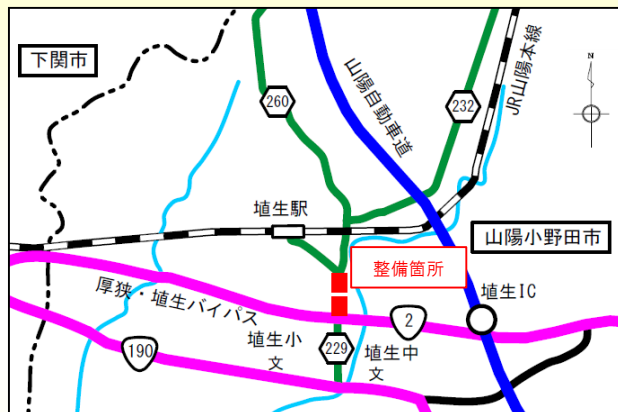 下関市
260
山陽自動車道
232
JR山陽本線
N
埴生駅
山陽小野田市
整備箇所
埴生IC
厚狭・埴生バイパス
2
190
埴生小
文
229
埴生中
文